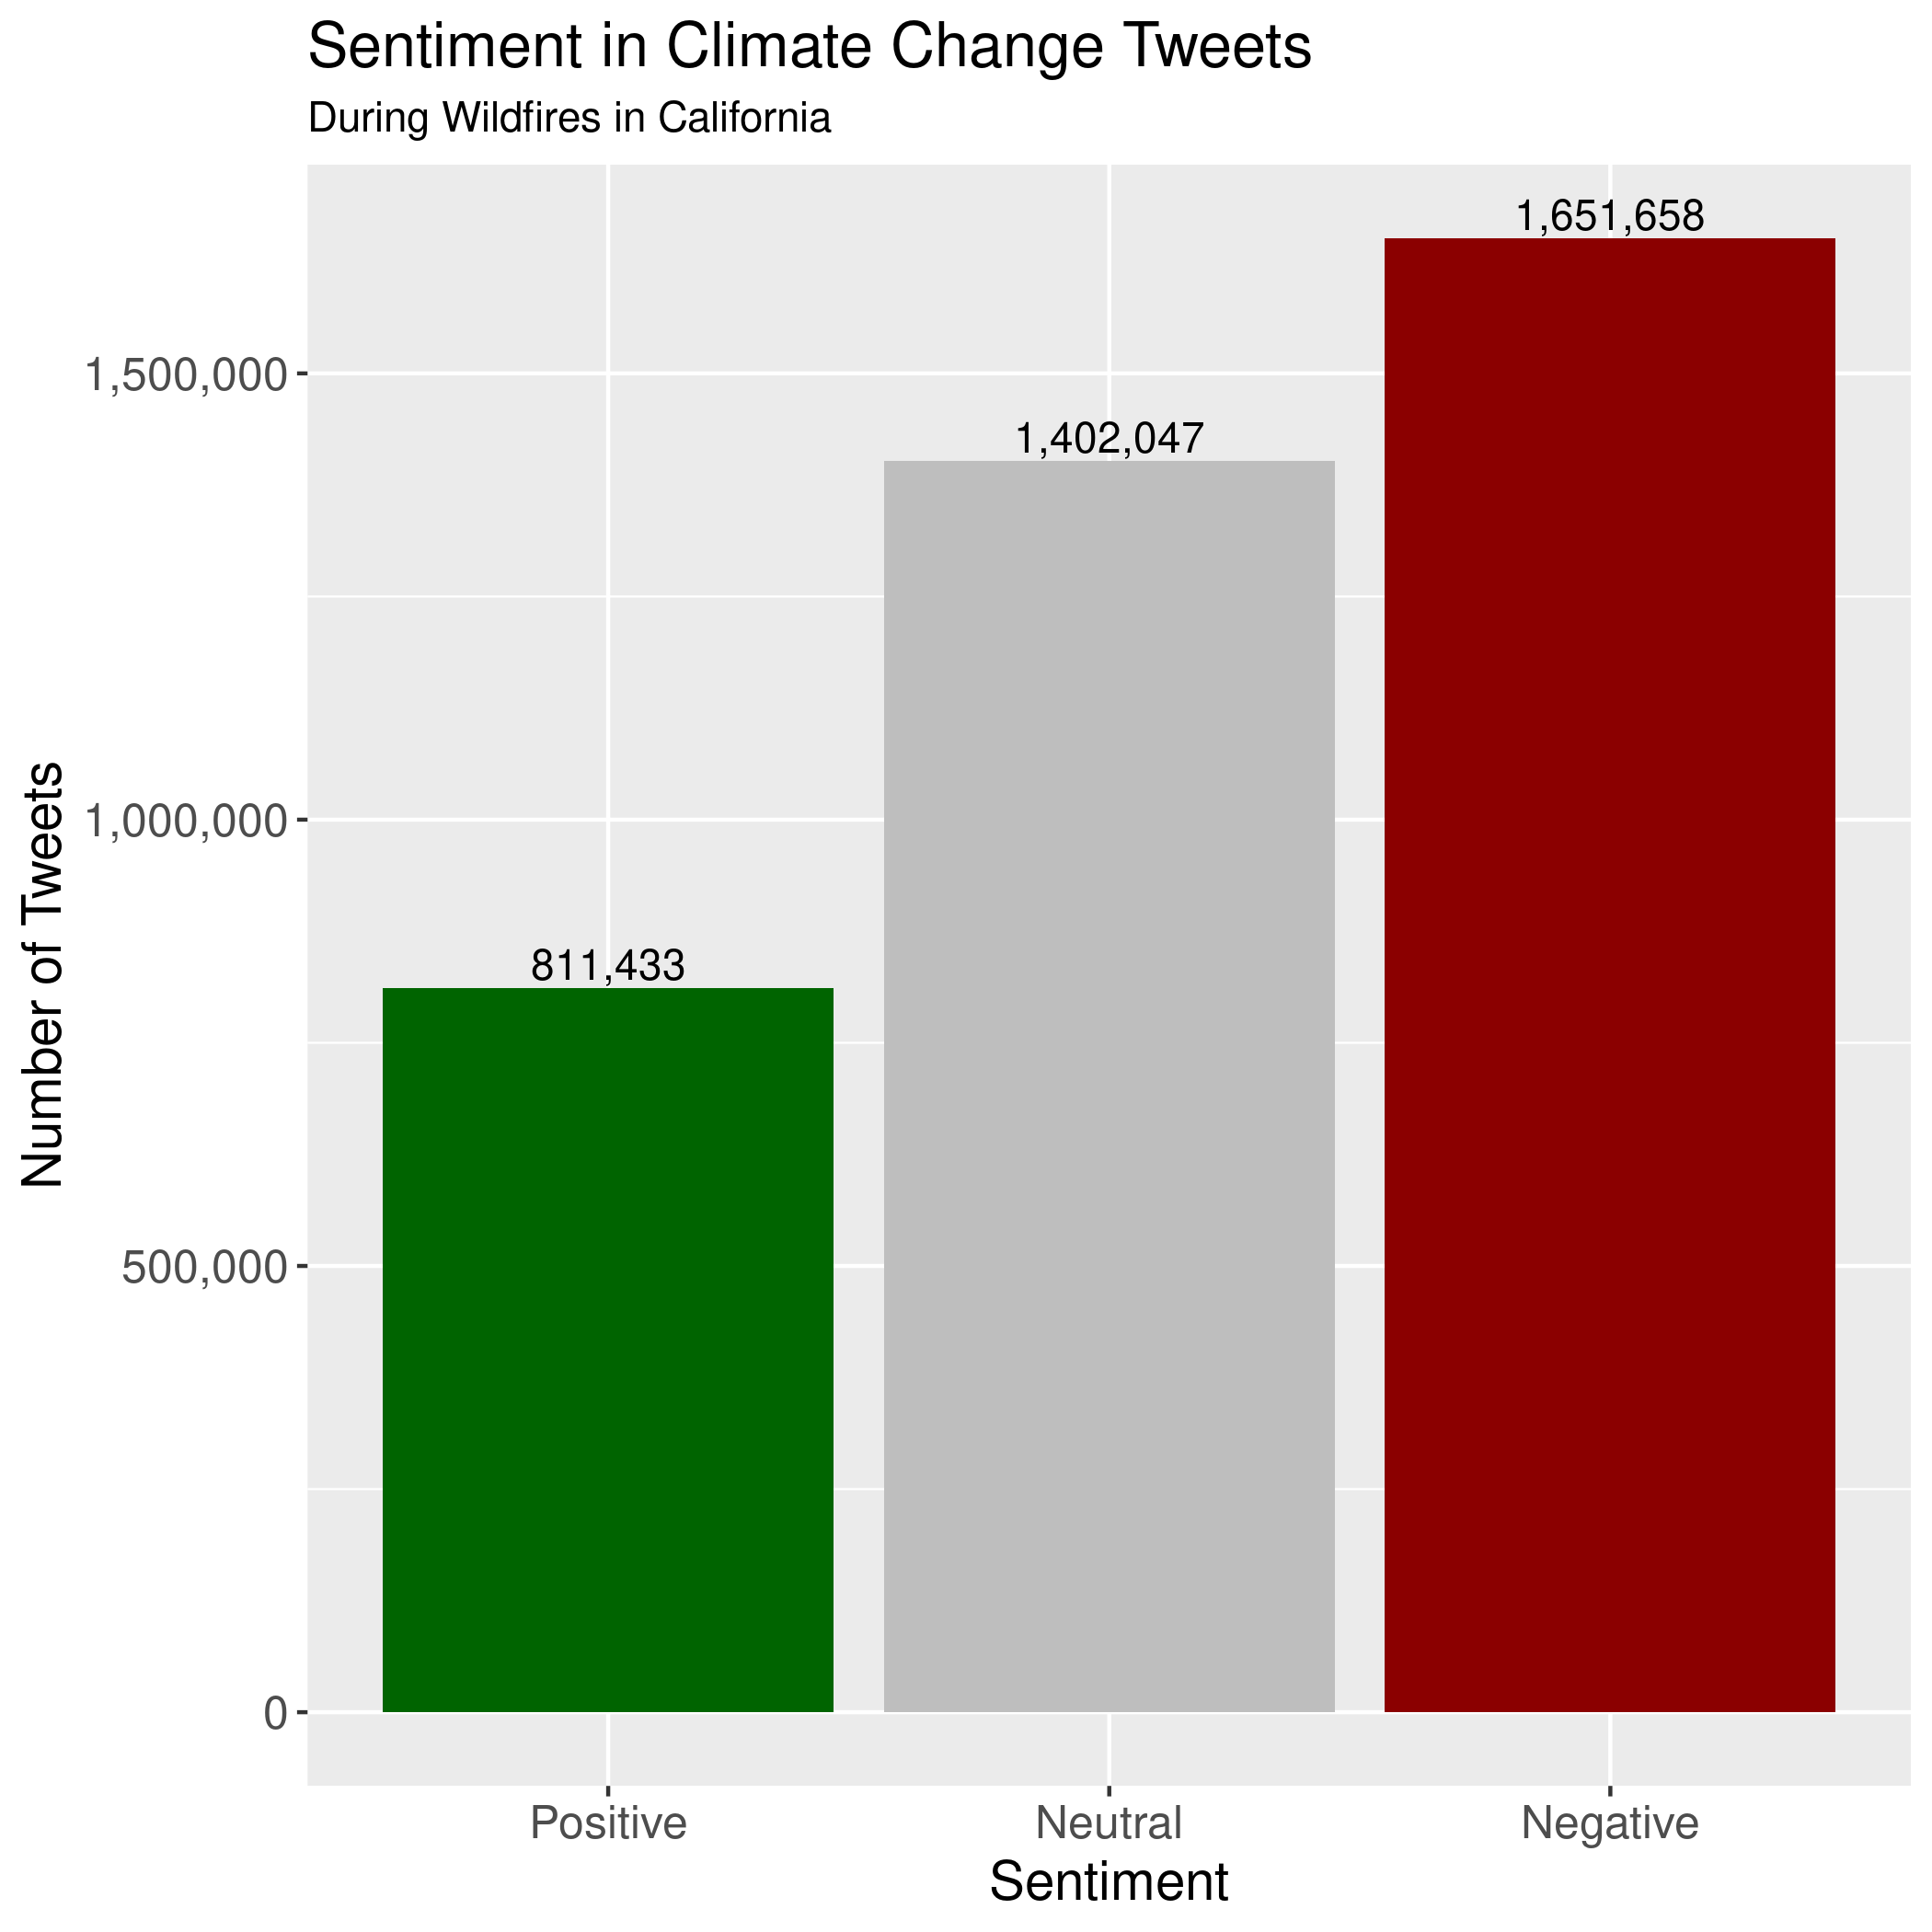 Sentiment in Climate Change Tweets
During Wildfires in California
Number of Tweets
1,500,000
1,000,000
500,000
0
811,433
1,402,047
1,651,658
Positive
Neutral
Negative
Sentiment